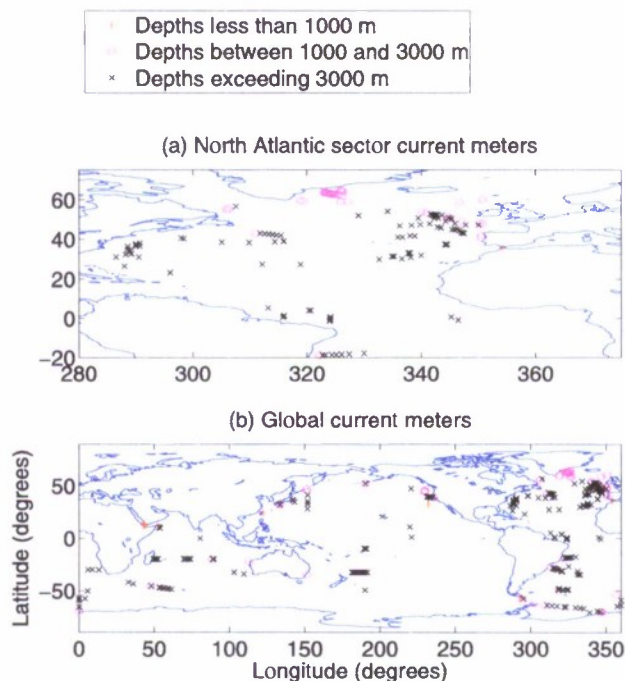 Depths less than 1000 m
Depths between 1000 and 3000 m
Depths exceeding 3000 m
(a) North Atlantic sector current meters
60
40
20
0
−20
280 300 320 340 360
(b) Global current meters
Latitude (degrees)
50
0
−50
0 50 100 150 200 250 300 350
Longitude (degrees)